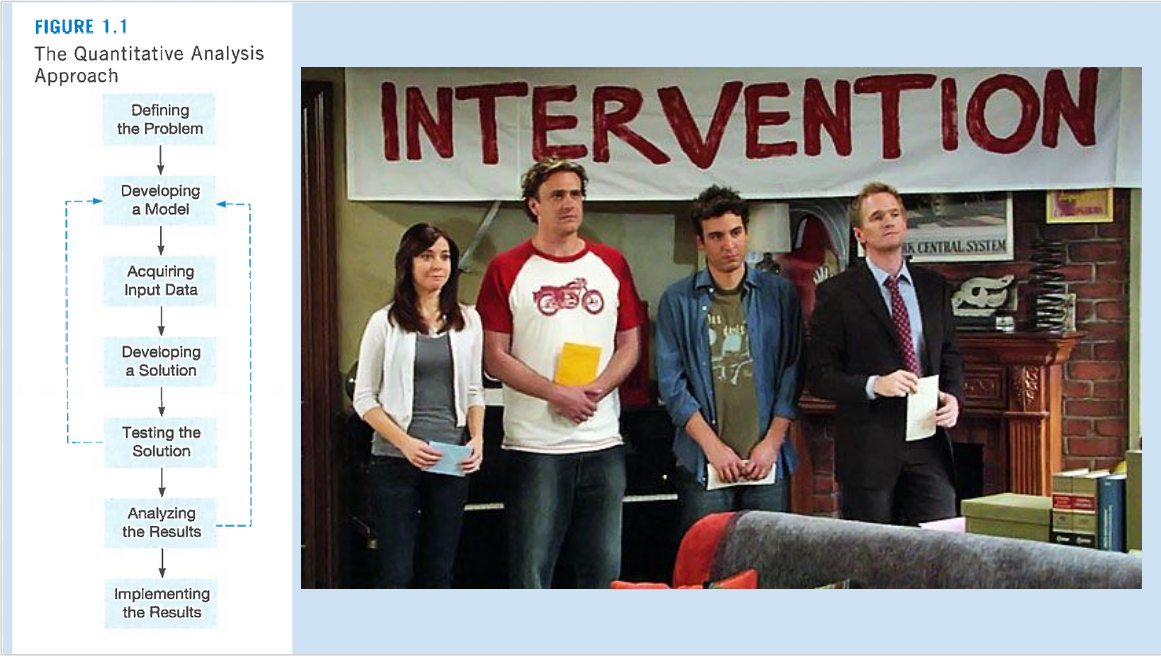 FIGURE 1.1
The Quantitative Analysis
Approach
Defining
the Problem
Developing
a Model
Acquiring
Input Data
Developing
a Solution
Testing the
Solution
Analyzing
the Results
Implementing
the Results
INTERVENTION
RK CENTRAL SYSTEM